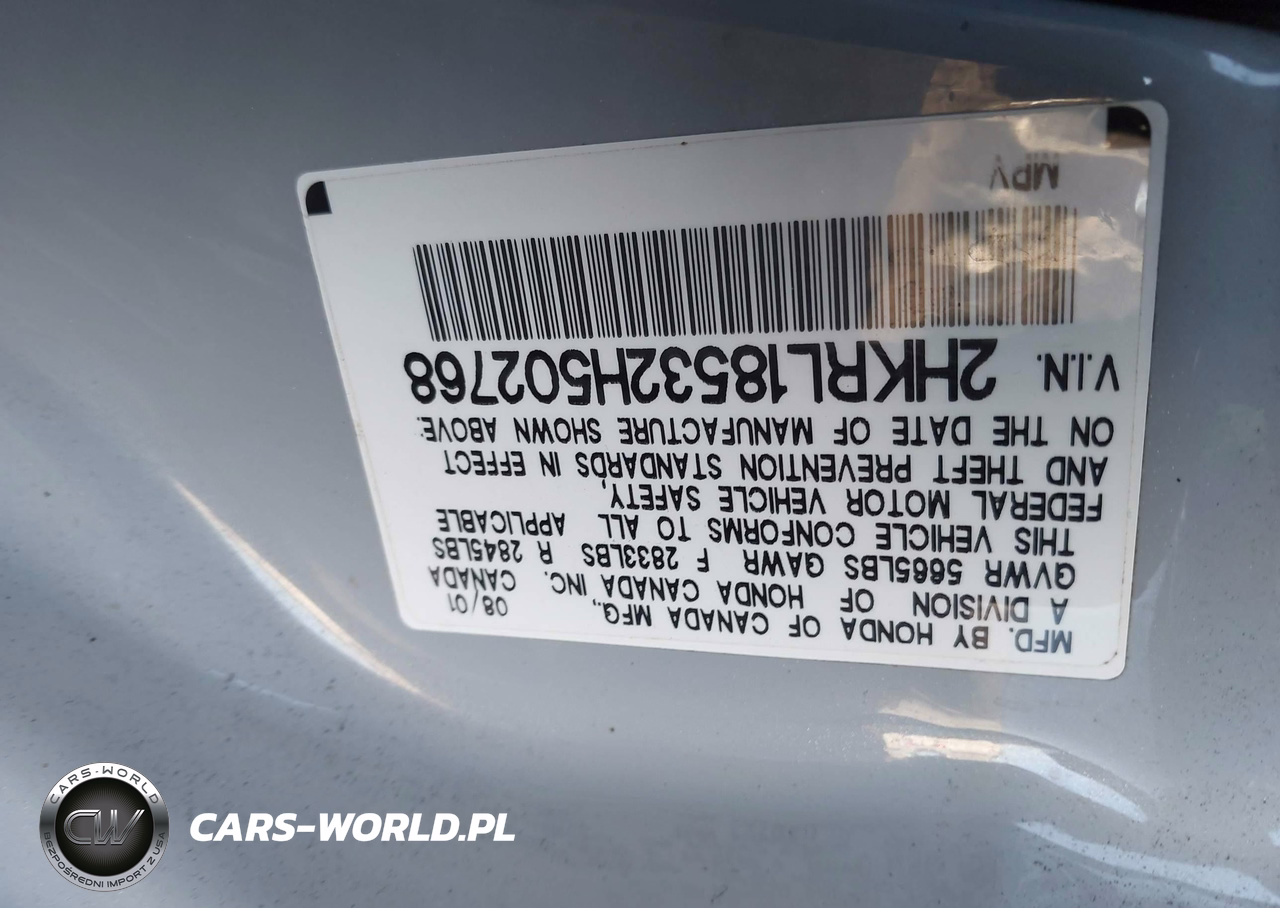 MFD. BY HONDA OF CANADA MFG., 08/01
A DIVISION OF HONDA CANADA INC. CANADA
GVWR 5665LBS GAWR F 2833LBS R 2845LBS
THIS VEHICLE CONFORMS TO ALL APPLICABLE
FEDERAL MOTOR VEHICLE SAFETY,
AND THEFT PREVENTION STANDARDS IN EFFECT
ON THE DATE OF MANUFACTURE SHOWN ABOVE.
V.I.N. 2HKRL18532H502768
MPV
CARS-WORLD
CW
BEZPOŚREDNI IMPORT Z USA
CARS-WORLD.PL